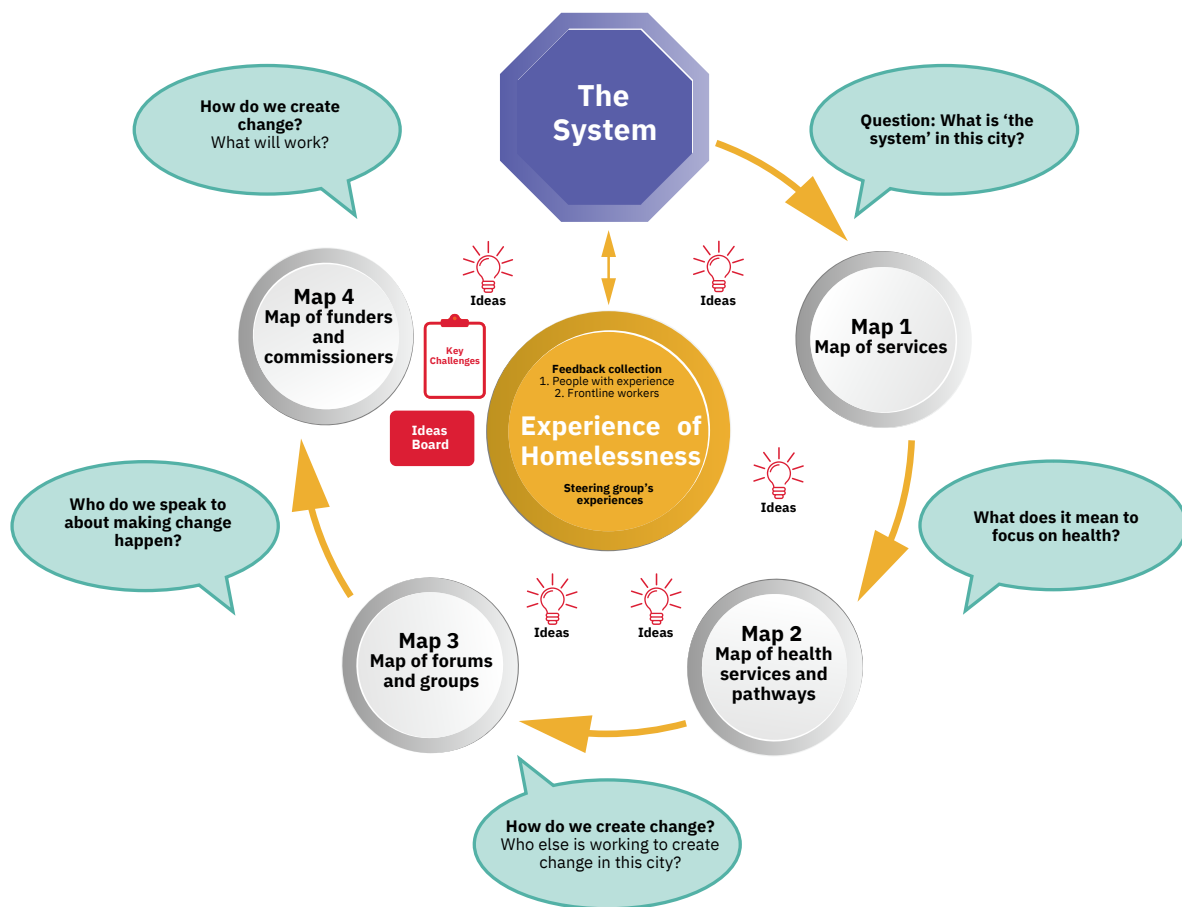 The
System
Question: What is ‘the
system’ in this city?
How do we create
change?
What will work?
Ideas
Ideas
Map 1
Map of services
Map 4
Map of funders
and
commissioners
Key
Challenges
Ideas
Board
Feedback collection
1. People with experience
2. Frontline workers
Experience of
Homelessness
Steering group’s
experiences
Ideas
What does it mean to
focus on health?
Who do we speak to
about making change
happen?
Map 2
Map of health
services and
pathways
Ideas
Ideas
Map 3
Map of forums
and groups
How do we create change?
Who else is working to create
change in this city?